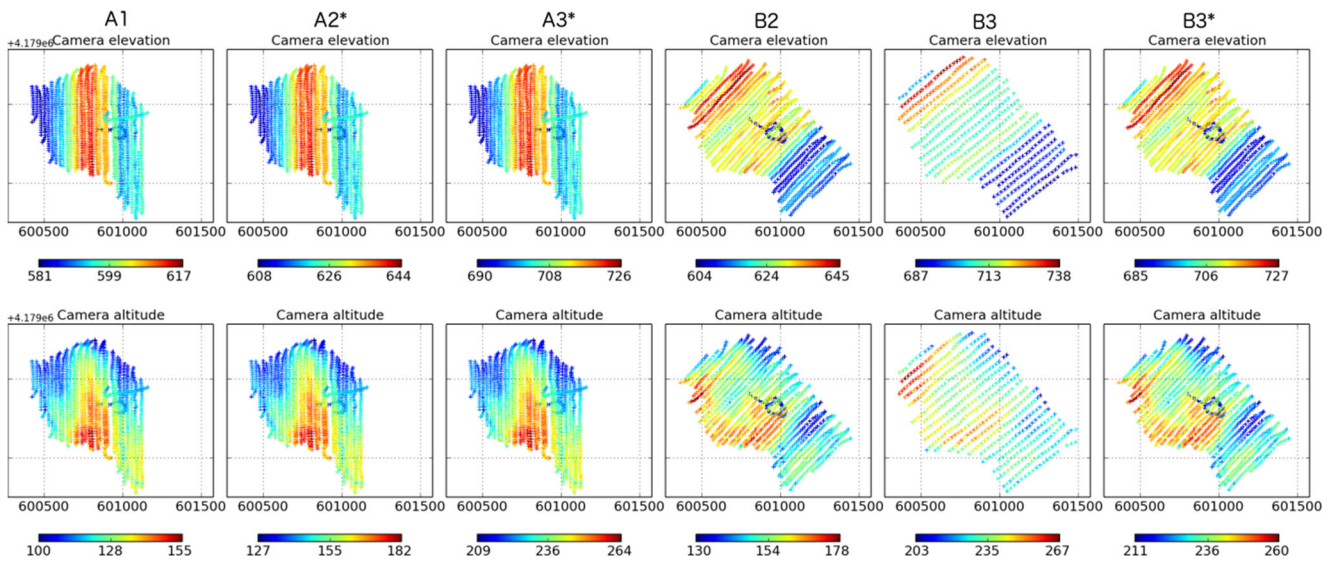 A1 A2* A3* B2 B3 B3*
+4.179e6 Camera elevation Camera elevation Camera elevation Camera elevation Camera elevation Camera elevation
600500 601000 601500 600500 601000 601500 600500 601000 601500 600500 601000 601500 600500 601000 601500 600500 601000 601500
581 599 617 608 626 644 690 708 726 604 624 645 687 713 738 685 706 727
+4.179e6 Camera altitude Camera altitude Camera altitude Camera altitude Camera altitude Camera altitude
600500 601000 601500 600500 601000 601500 600500 601000 601500 600500 601000 601500 600500 601000 601500 600500 601000 601500
100 128 155 127 155 182 209 236 264 130 154 178 203 235 267 211 236 260